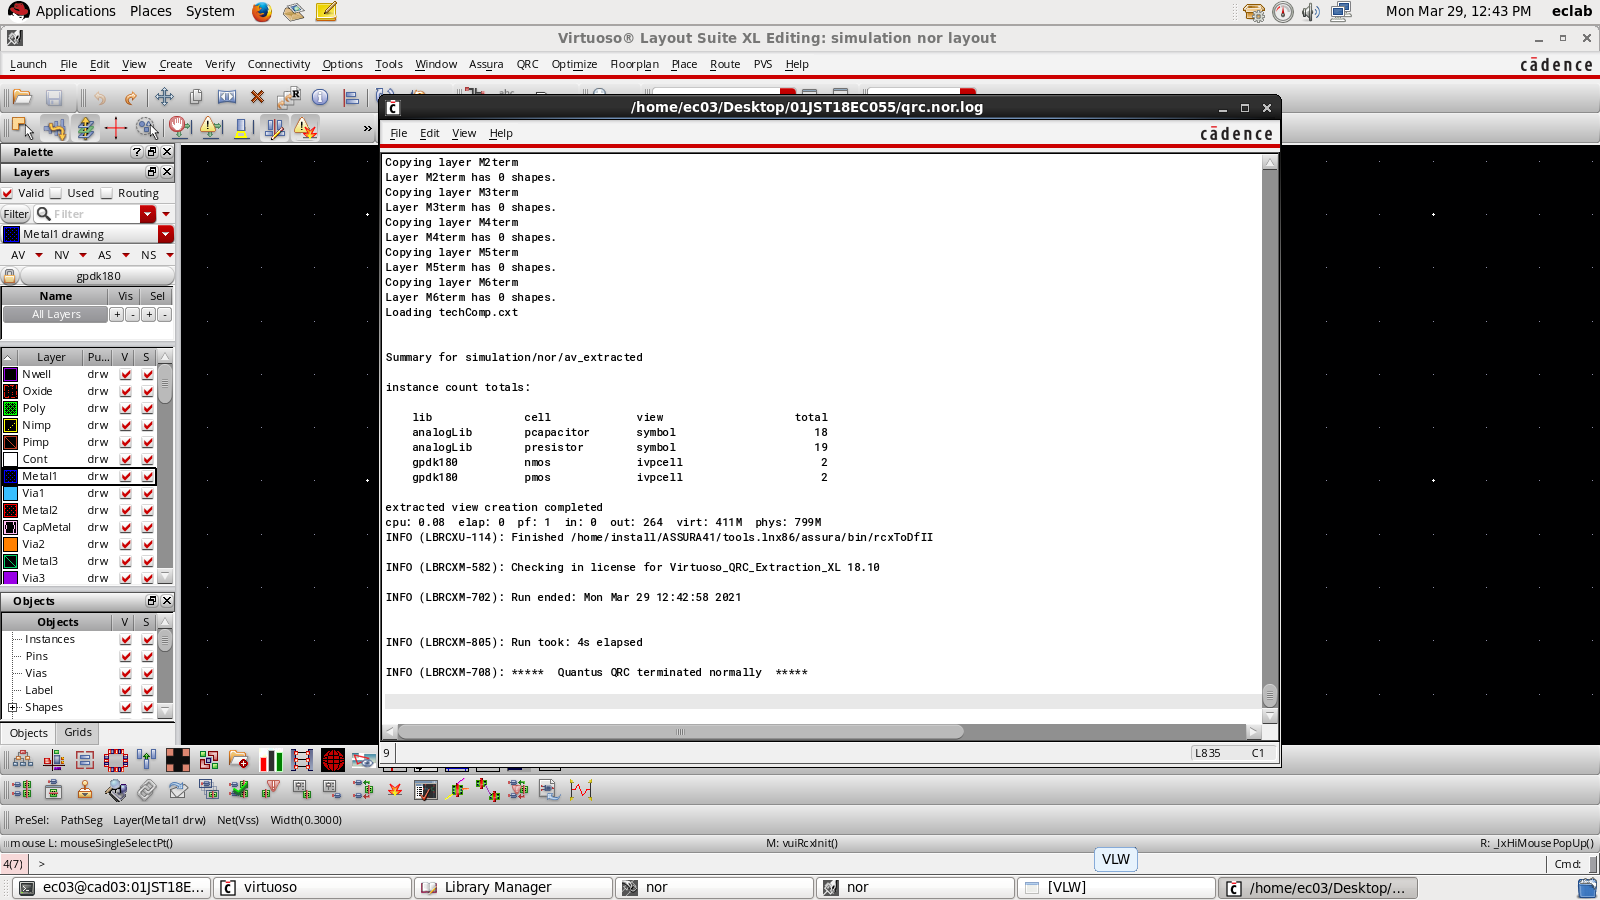 Applications Places System
Mon Mar 29, 12:43 PM eclab
Virtuoso® Layout Suite XL Editing: simulation nor layout
Launch File Edit View Create Verify Connectivity Options Tools Window Assura QRC Optimize Floorplan Place Route PVS Help
cādence
/home/ec03/Desktop/01JST18EC055/qrc.nor.log
File Edit View Help
cādence
»
Palette
Layers
Valid Used Routing
Filter Filter
Metal1 drawing
AV NV AS NS
gpdk180
Name Vis Sel
All Layers + - + -
Layer Pu... V S
Nwell drw
Oxide drw
Poly drw
Nimp drw
Pimp drw
Cont drw
Metal1 drw
Via1 drw
Metal2 drw
CapMetal drw
Via2 drw
Metal3 drw
Via3 drw
Objects
Objects V S
Instances
Pins
Vias
Label
Shapes
Objects Grids
Copying layer M2term
Layer M2term has 0 shapes.
Copying layer M3term
Layer M3term has 0 shapes.
Copying layer M4term
Layer M4term has 0 shapes.
Copying layer M5term
Layer M5term has 0 shapes.
Copying layer M6term
Layer M6term has 0 shapes.
Loading techComp.cxt
Summary for simulation/nor/av_extracted
instance count totals:
lib cell view total
analogLib pcapacitor symbol 18
analogLib presistor symbol 19
gpdk180 nmos ivpcell 2
gpdk180 pmos ivpcell 2
extracted view creation completed
cpu: 0.08 elap: 0 pf: 1 in: 0 out: 264 virt: 411M phys: 799M
INFO (LBRCXU-114): Finished /home/install/ASSURA41/tools.lnx86/assura/bin/rcxToDfII
INFO (LBRCXM-582): Checking in license for Virtuoso_QRC_Extraction_XL 18.10
INFO (LBRCXM-702): Run ended: Mon Mar 29 12:42:58 2021
INFO (LBRCXM-805): Run took: 4s elapsed
INFO (LBRCXM-708): ***** Quantus QRC terminated normally *****
9 L835 C1
PreSel: PathSeg Layer(Metal1 drw) Net(Vss) Width(0.3000)
mouse L: mouseSingleSelectPt() M: vuiRcxInit() R: _lxHiMousePopUp()
4(7) > Cmd:
VLW
ec03@cad03:01JST18E... virtuoso Library Manager nor nor [VLW] /home/ec03/Desktop/...